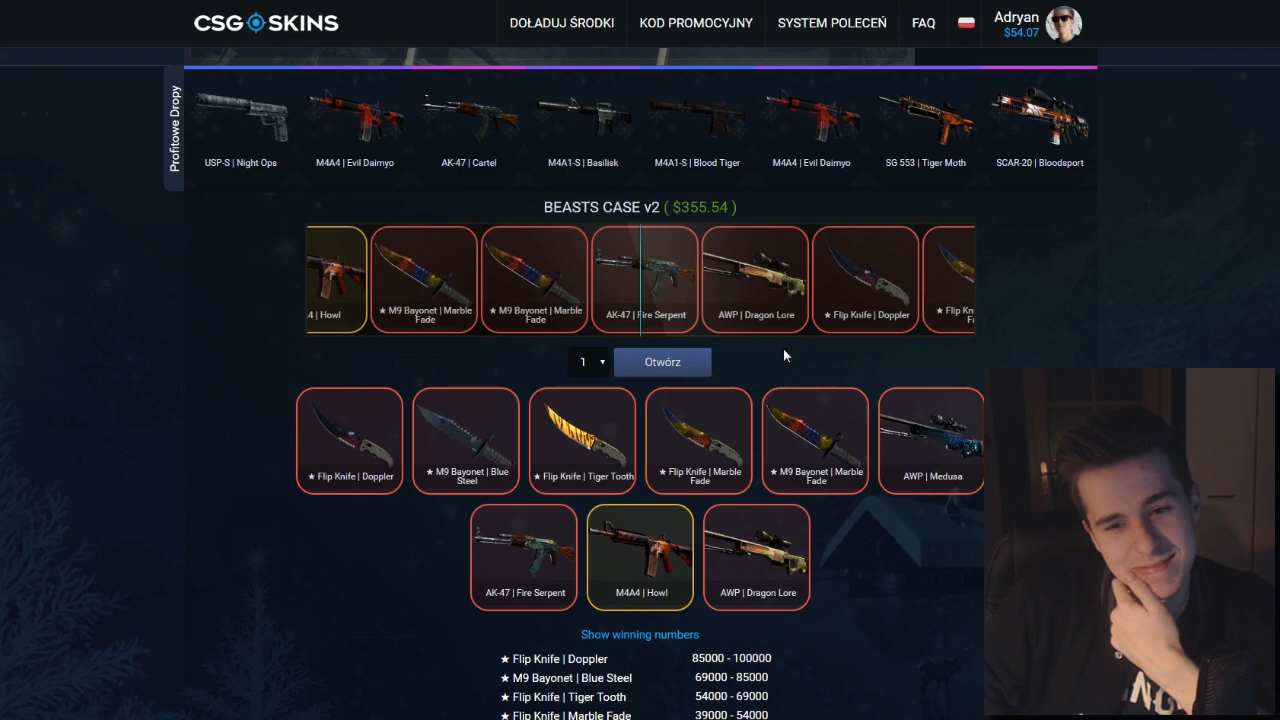 CSG SKINS
DOŁADUJ ŚRODKI
KOD PROMOCYJNY
SYSTEM POLECEŃ
FAQ
Adryan
$54.07
Profitowe Dropy
USP-S | Night Ops
M4A4 | Evil Daimyo
AK-47 | Cartel
M4A1-S | Basilisk
M4A1-S | Blood Tiger
M4A4 | Evil Daimyo
SG 553 | Tiger Moth
SCAR-20 | Bloodsport
BEASTS CASE v2 ( $355.54 )
| Howl
★ M9 Bayonet | Marble
Fade
★ M9 Bayonet | Marble
Fade
AK-47 | Fire Serpent
AWP | Dragon Lore
★ Flip Knife | Doppler
★ Flip
1 ▾
Otwórz
★ Flip Knife | Doppler
★ M9 Bayonet | Blue
Steel
★ Flip Knife | Tiger Tooth
★ Flip Knife | Marble
Fade
★ M9 Bayonet | Marble
Fade
AWP | Medusa
AK-47 | Fire Serpent
M4A4 | Howl
AWP | Dragon Lore
Show winning numbers
★ Flip Knife | Doppler 85000 - 100000
★ M9 Bayonet | Blue Steel 69000 - 85000
★ Flip Knife | Tiger Tooth 54000 - 69000
★ Flip Knife | Marble Fade 39000 - 54000